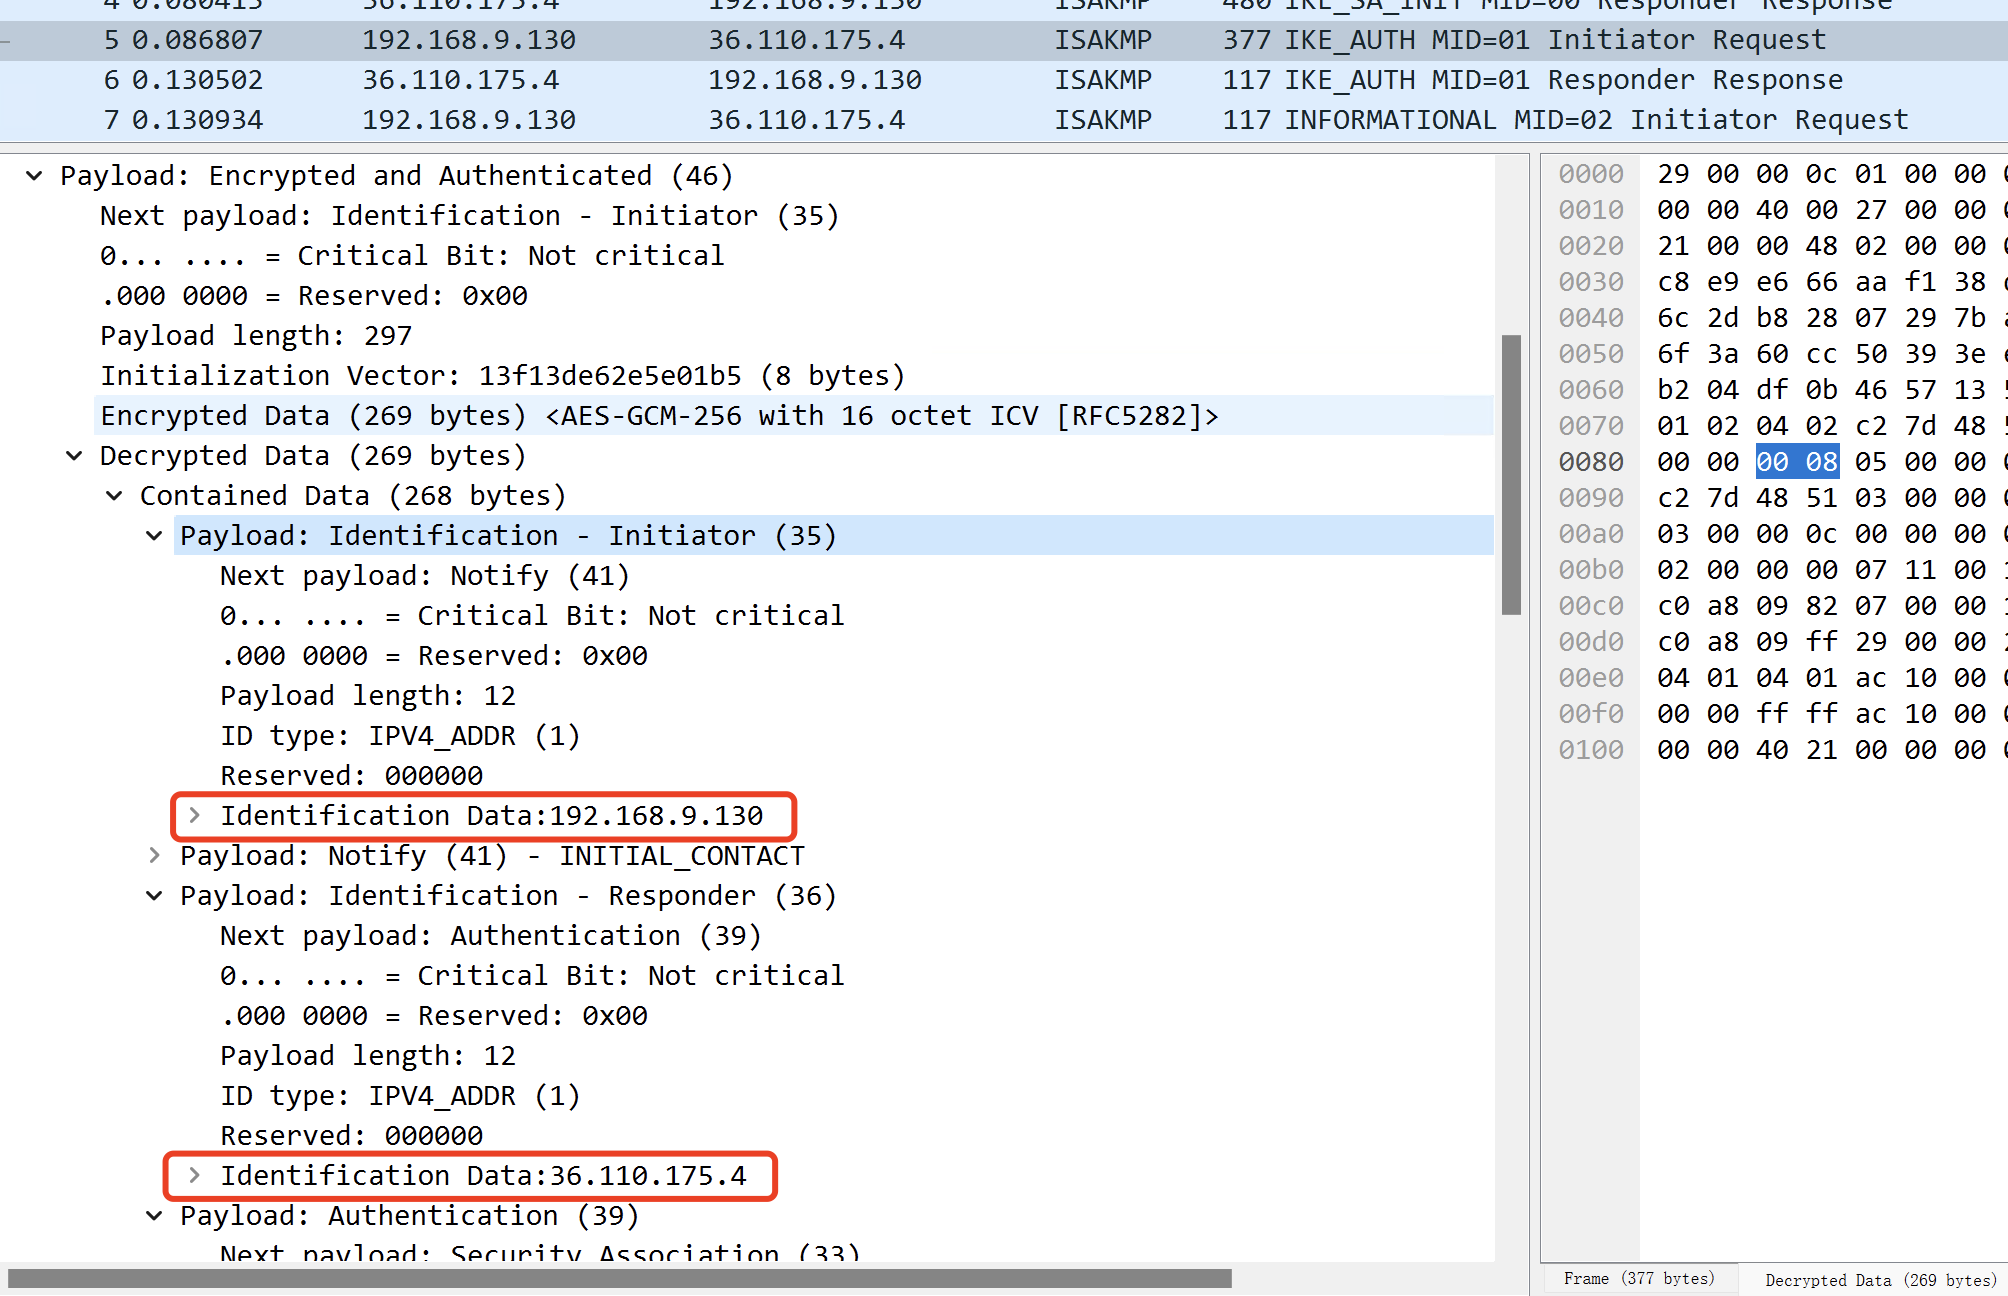 4 0.080415 36.110.175.4 192.168.9.130 ISAKMP 480 IKE_SA_INIT MID=00 Responder Response
5 0.086807 192.168.9.130 36.110.175.4 ISAKMP 377 IKE_AUTH MID=01 Initiator Request
6 0.130502 36.110.175.4 192.168.9.130 ISAKMP 117 IKE_AUTH MID=01 Responder Response
7 0.130934 192.168.9.130 36.110.175.4 ISAKMP 117 INFORMATIONAL MID=02 Initiator Request
Payload: Encrypted and Authenticated (46)
Next payload: Identification - Initiator (35)
0... .... = Critical Bit: Not critical
.000 0000 = Reserved: 0x00
Payload length: 297
Initialization Vector: 13f13de62e5e01b5 (8 bytes)
Encrypted Data (269 bytes) <AES-GCM-256 with 16 octet ICV [RFC5282]>
Decrypted Data (269 bytes)
Contained Data (268 bytes)
Payload: Identification - Initiator (35)
Next payload: Notify (41)
0... .... = Critical Bit: Not critical
.000 0000 = Reserved: 0x00
Payload length: 12
ID type: IPV4_ADDR (1)
Reserved: 000000
Identification Data:192.168.9.130
Payload: Notify (41) - INITIAL_CONTACT
Payload: Identification - Responder (36)
Next payload: Authentication (39)
0... .... = Critical Bit: Not critical
.000 0000 = Reserved: 0x00
Payload length: 12
ID type: IPV4_ADDR (1)
Reserved: 000000
Identification Data:36.110.175.4
Payload: Authentication (39)
Next payload: Security Association (33)
0000 29 00 00 0c 01 00 00
0010 00 00 40 00 27 00 00
0020 21 00 00 48 02 00 00
0030 c8 e9 e6 66 aa f1 38
0040 6c 2d b8 28 07 29 7b
0050 6f 3a 60 cc 50 39 3e
0060 b2 04 df 0b 46 57 13
0070 01 02 04 02 c2 7d 48
0080 00 00 00 08 05 00 00
0090 c2 7d 48 51 03 00 00
00a0 03 00 00 0c 00 00 00
00b0 02 00 00 00 07 11 00
00c0 c0 a8 09 82 07 00 00
00d0 c0 a8 09 ff 29 00 00
00e0 04 01 04 01 ac 10 00
00f0 00 00 ff ff ac 10 00
0100 00 00 40 21 00 00 00
Frame (377 bytes)
Decrypted Data (269 bytes)